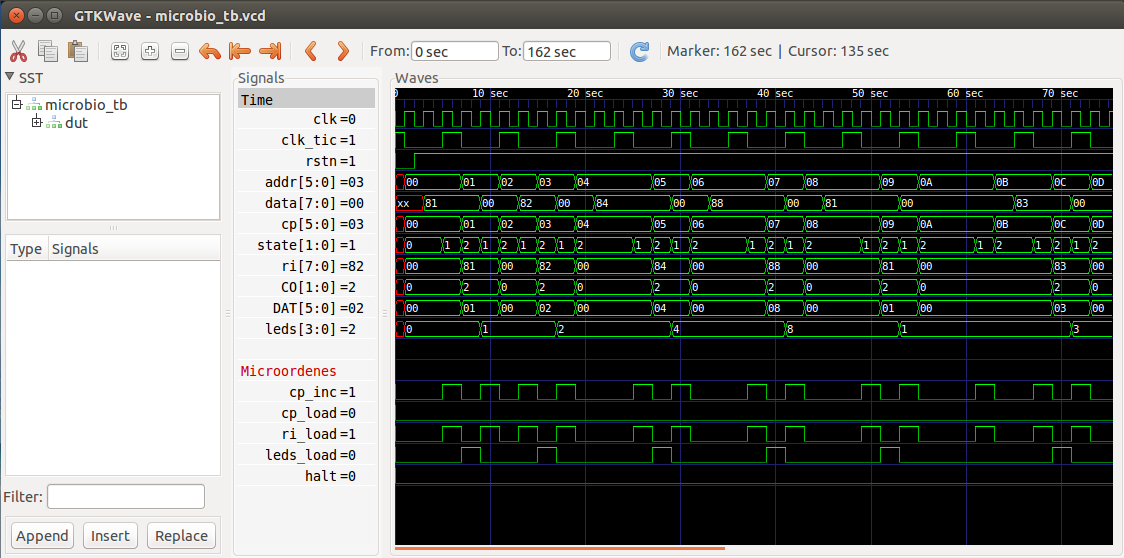 GTKWave - microbio_tb.vcd
From: 0 sec To: 162 sec Marker: 162 sec | Cursor: 135 sec
SST
microbio_tb
dut
Type Signals
Filter:
Append Insert Replace
Signals
Time
clk=0
clk_tic=1
rstn=1
addr[5:0]=03
data[7:0]=00
cp[5:0]=03
state[1:0]=1
ri[7:0]=82
CO[1:0]=2
DAT[5:0]=02
leds[3:0]=2
Microordenes
cp_inc=1
cp_load=0
ri_load=1
leds_load=0
halt=0
Waves
0 10 sec 20 sec 30 sec 40 sec 50 sec 60 sec 70 sec
00 01 02 03 04 05 06 07 08 09 0A 0B 0C 0D
xx 81 00 82 00 84 00 88 00 81 00 83 00
00 01 02 03 04 05 06 07 08 09 0A 0B 0C 0D
0 1 2 1 2 1 2 1 2 1 2 1 2 1 2 1 2 1 2 1 2 1 2 1 2 1 2
00 81 00 82 00 84 00 88 00 81 00 83 00
0 2 0 2 0 2 0 2 0 2 0 2 0
00 01 00 02 00 04 00 08 00 01 00 03 00
0 1 2 4 8 1 3